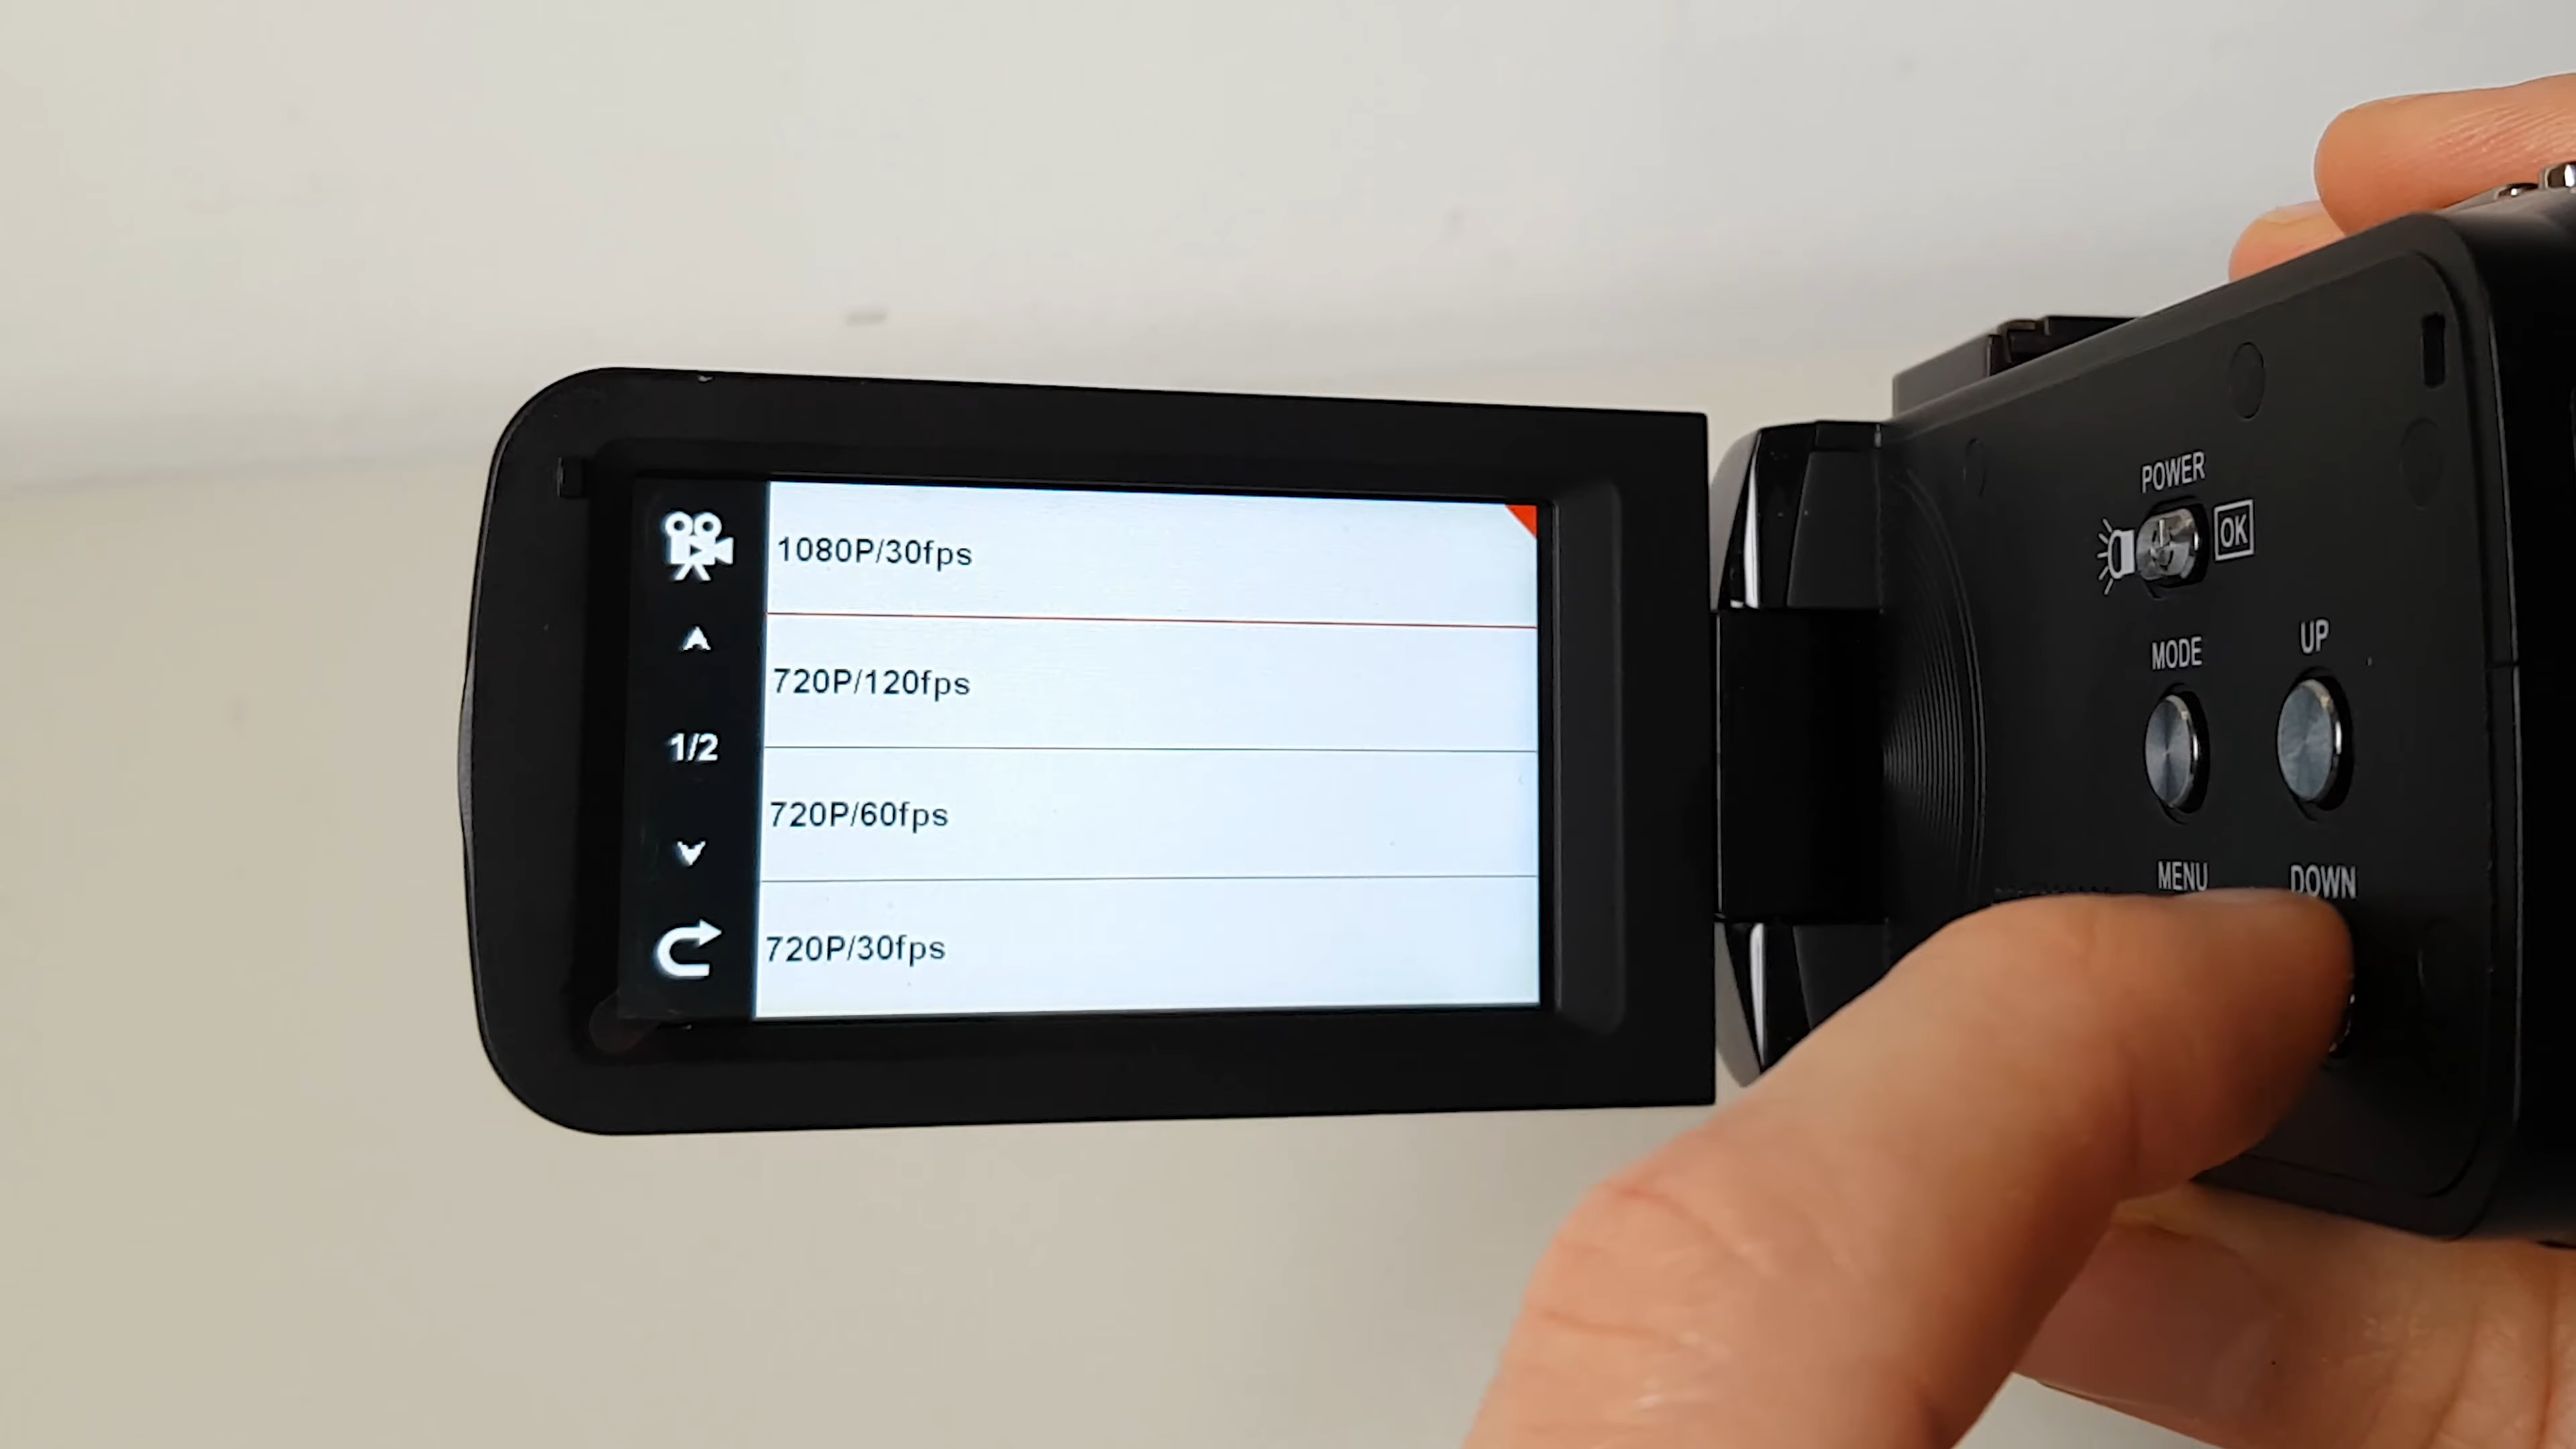 1080P/30fps
720P/120fps
1/2
720P/60fps
720P/30fps
POWER
OK
MODE
UP
MENU
DOWN